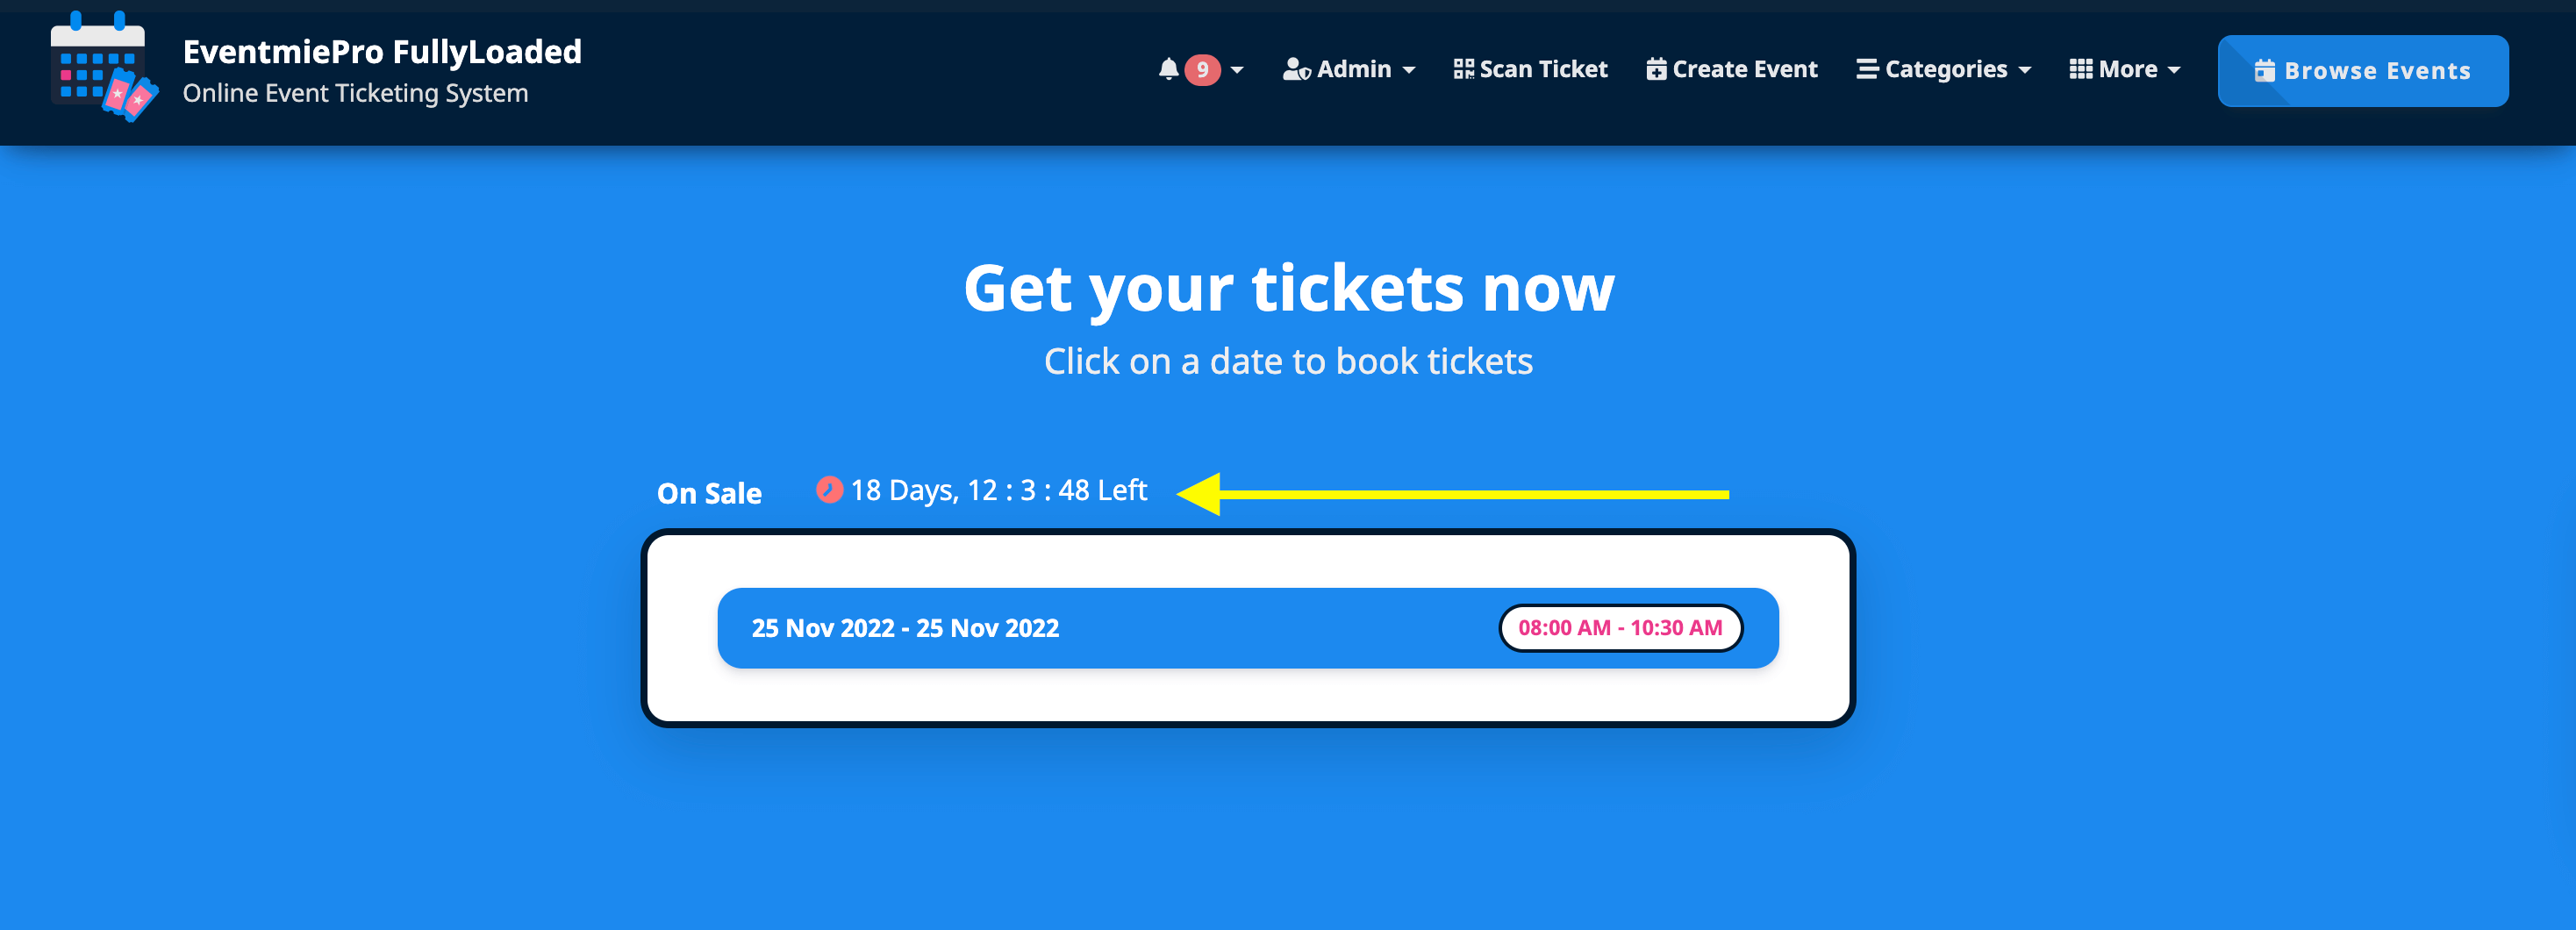 EventmiePro FullyLoaded
Online Event Ticketing System
9
Admin
Scan Ticket
Create Event
Categories
More
Browse Events
Get your tickets now
Click on a date to book tickets
On Sale
18 Days, 12 : 3 : 48 Left
25 Nov 2022 - 25 Nov 2022
08:00 AM - 10:30 AM